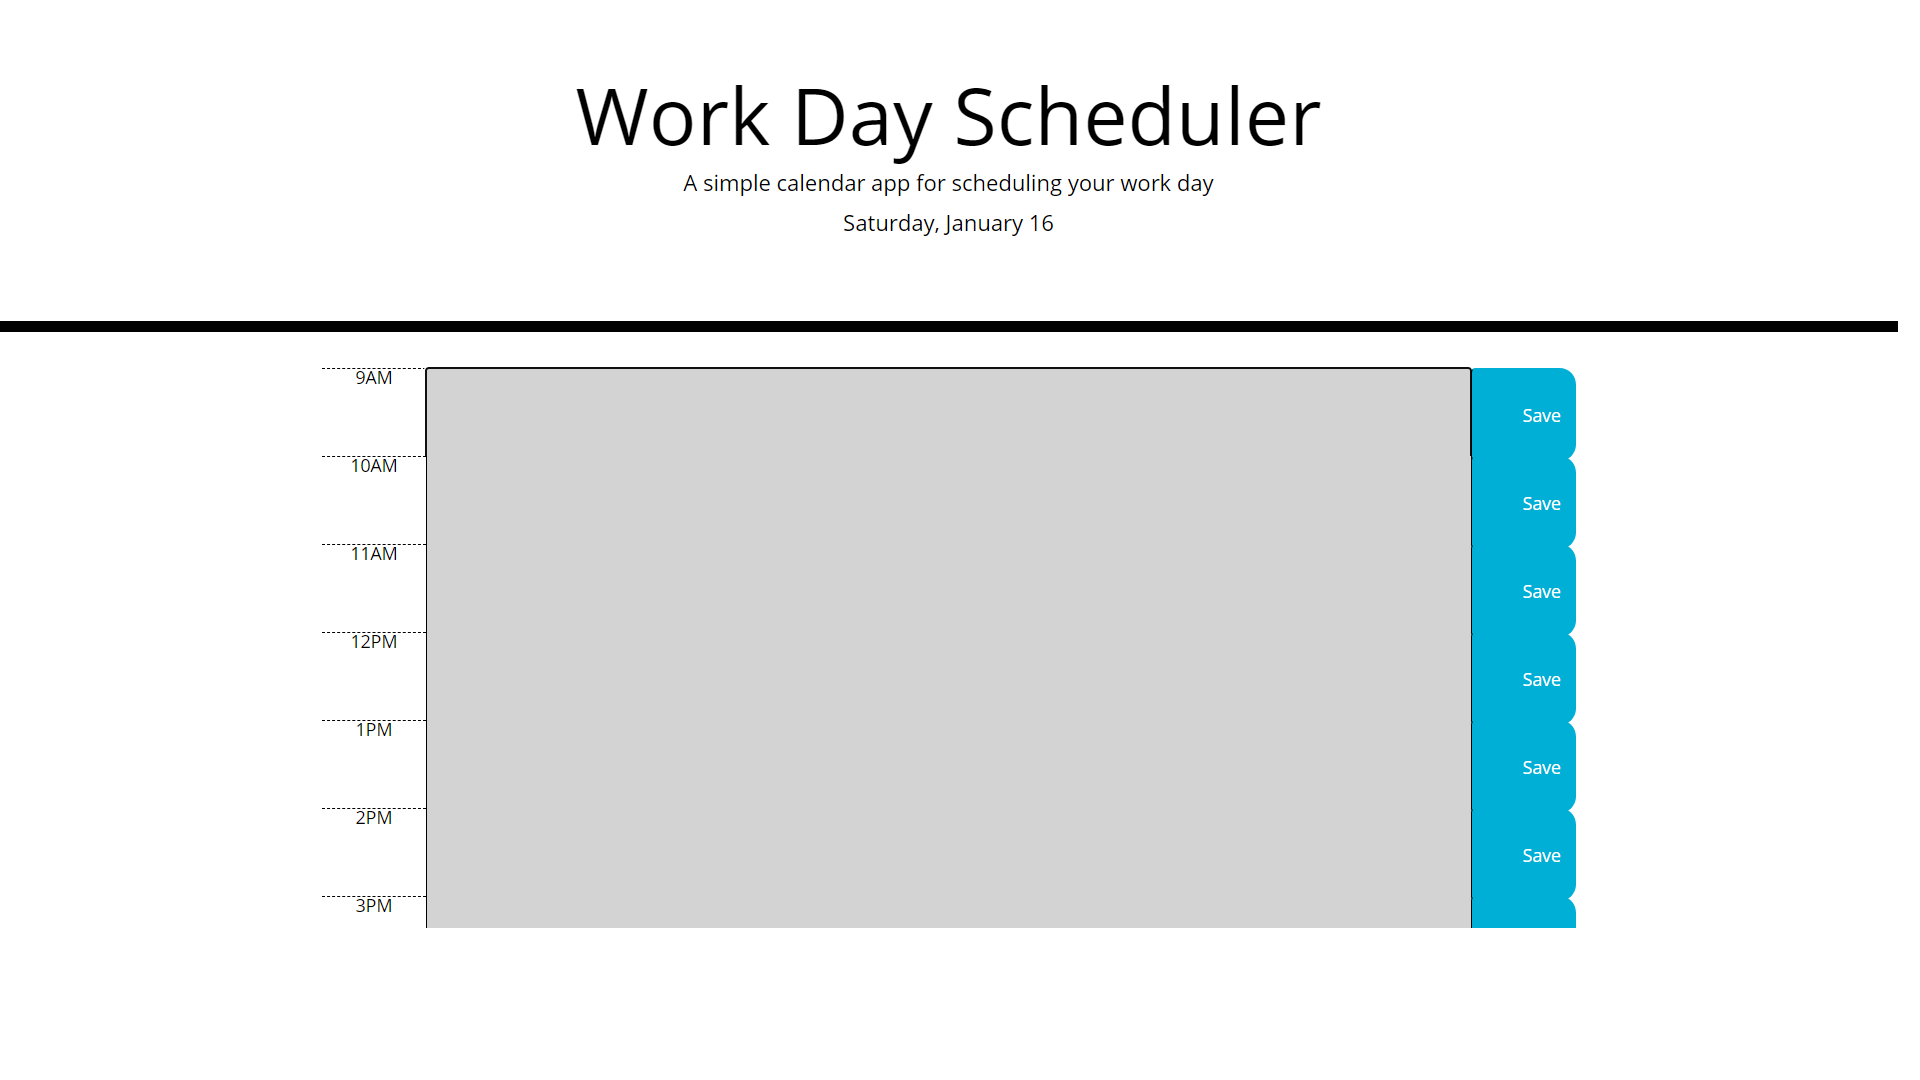 Work Day Scheduler
A simple calendar app for scheduling your work day
Saturday, January 16
9AM
Save
10AM
Save
11AM
Save
12PM
Save
1PM
Save
2PM
Save
3PM